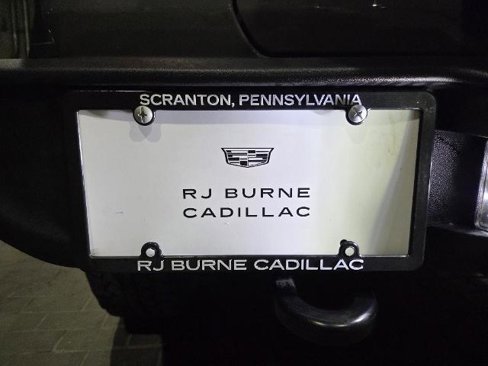 SCRANTON, PENNSYLVANIA
RJ BURNE
CADILLAC
RJ BURNE CADILLAC